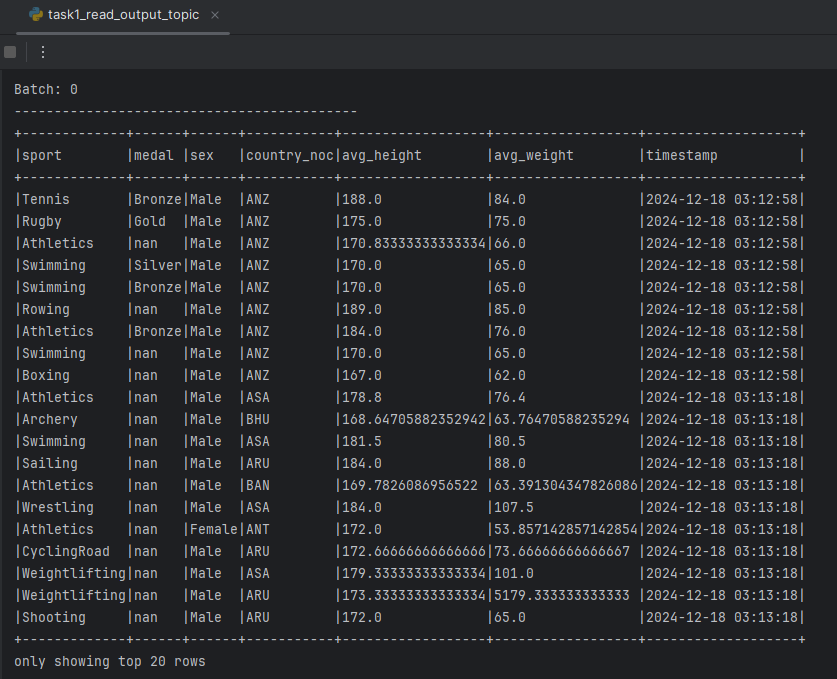 task1_read_output_topic
Batch: 0
-------------------------------------------
+-------------+------+------+-----------+------------------+------------------+-------------------+
|sport        |medal |sex   |country_noc|avg_height        |avg_weight        |timestamp          |
+-------------+------+------+-----------+------------------+------------------+-------------------+
|Tennis       |Bronze|Male  |ANZ        |188.0             |84.0              |2024-12-18 03:12:58|
|Rugby        |Gold  |Male  |ANZ        |175.0             |75.0              |2024-12-18 03:12:58|
|Athletics    |nan   |Male  |ANZ        |170.83333333333334|66.0              |2024-12-18 03:12:58|
|Swimming     |Silver|Male  |ANZ        |170.0             |65.0              |2024-12-18 03:12:58|
|Swimming     |Bronze|Male  |ANZ        |170.0             |65.0              |2024-12-18 03:12:58|
|Rowing       |nan   |Male  |ANZ        |189.0             |85.0              |2024-12-18 03:12:58|
|Athletics    |Bronze|Male  |ANZ        |184.0             |76.0              |2024-12-18 03:12:58|
|Swimming     |nan   |Male  |ANZ        |170.0             |65.0              |2024-12-18 03:12:58|
|Boxing       |nan   |Male  |ANZ        |167.0             |62.0              |2024-12-18 03:12:58|
|Athletics    |nan   |Male  |ASA        |178.8             |76.4              |2024-12-18 03:13:18|
|Archery      |nan   |Male  |BHU        |168.64705882352942|63.76470588235294 |2024-12-18 03:13:18|
|Swimming     |nan   |Male  |ASA        |181.5             |80.5              |2024-12-18 03:13:18|
|Sailing      |nan   |Male  |ARU        |184.0             |88.0              |2024-12-18 03:13:18|
|Athletics    |nan   |Male  |BAN        |169.7826086956522 |63.391304347826086|2024-12-18 03:13:18|
|Wrestling    |nan   |Male  |ASA        |184.0             |107.5             |2024-12-18 03:13:18|
|Athletics    |nan   |Female|ANT        |172.0             |53.857142857142854|2024-12-18 03:13:18|
|CyclingRoad  |nan   |Male  |ARU        |172.66666666666666|73.66666666666667 |2024-12-18 03:13:18|
|Weightlifting|nan   |Male  |ASA        |179.33333333333334|101.0             |2024-12-18 03:13:18|
|Weightlifting|nan   |Male  |ARU        |173.33333333333334|5179.333333333333 |2024-12-18 03:13:18|
|Shooting     |nan   |Male  |ARU        |172.0             |65.0              |2024-12-18 03:13:18|
+-------------+------+------+-----------+------------------+------------------+-------------------+
only showing top 20 rows